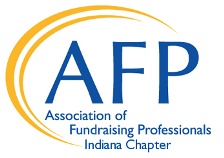 AFP
Association of
Fundraising Professionals
Indiana Chapter